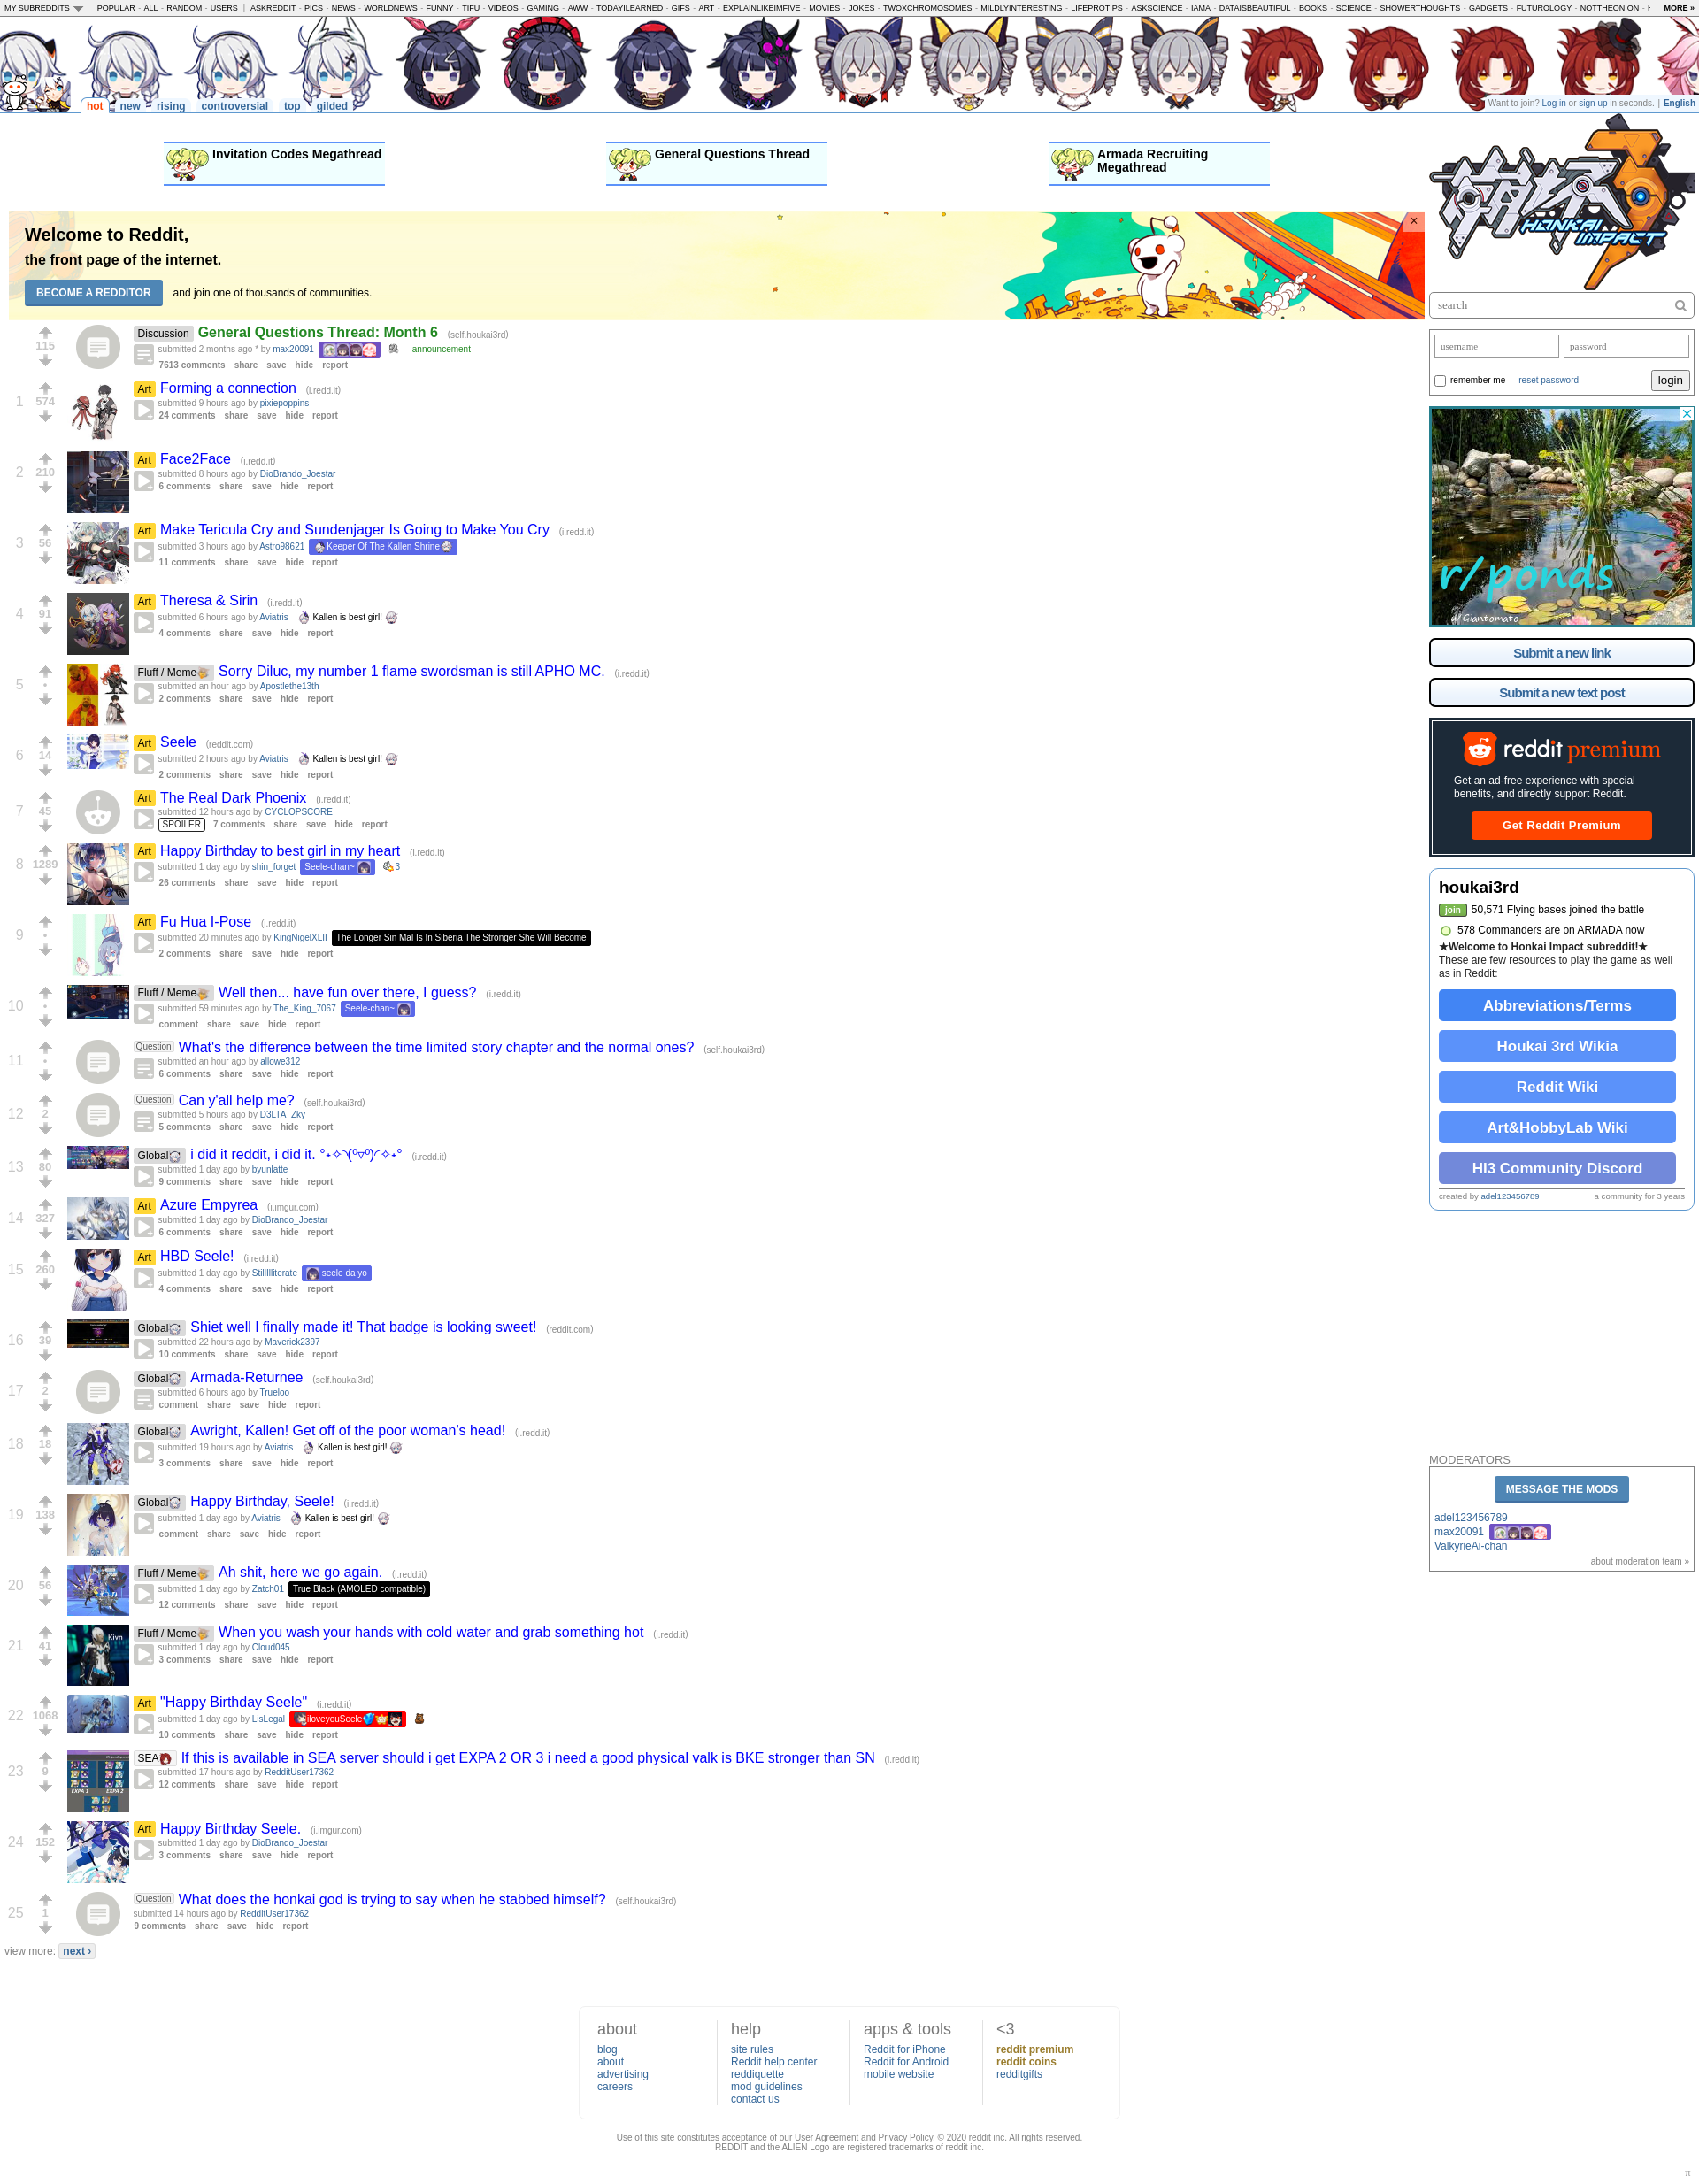 MY SUBREDDITS POPULAR - ALL - RANDOM - USERS | ASKREDDIT - PICS - NEWS - WORLDNEWS - FUNNY - TIFU - VIDEOS - GAMING - AWW - TODAYILEARNED - GIFS - ART - EXPLAINLIKEIMFIVE - MOVIES - JOKES - TWOXCHROMOSOMES - MILDLYINTERESTING - LIFEPROTIPS - ASKSCIENCE - IAMA - DATAISBEAUTIFUL - BOOKS - SCIENCE - SHOWERTHOUGHTS - GADGETS - FUTUROLOGY - NOTTHEONION - MORE »
hot new rising controversial top gilded
Want to join? Log in or sign up in seconds. | English
Invitation Codes Megathread
General Questions Thread
Armada Recruiting
Megathread
HONKAI
IMPACT
Welcome to Reddit,
the front page of the internet.
BECOME A REDDITOR and join one of thousands of communities.
×
search
username password
remember me reset password login
r/ponds
u/Giantomato
Submit a new link
Submit a new text post
reddit premium
Get an ad-free experience with special
benefits, and directly support Reddit.
Get Reddit Premium
houkai3rd
join 50,571 Flying bases joined the battle
578 Commanders are on ARMADA now
★Welcome to Honkai Impact subreddit!★
These are few resources to play the game as well
as in Reddit:
Abbreviations/Terms
Houkai 3rd Wikia
Reddit Wiki
Art&HobbyLab Wiki
HI3 Community Discord
created by adel123456789 a community for 3 years
MODERATORS
MESSAGE THE MODS
adel123456789
max20091
ValkyrieAi-chan
about moderation team »
115
Discussion General Questions Thread: Month 6 (self.houkai3rd)
submitted 2 months ago * by max20091 - announcement
7613 comments share save hide report
1 574
Art Forming a connection (i.redd.it)
submitted 9 hours ago by pixiepoppins
24 comments share save hide report
2 210
Art Face2Face (i.redd.it)
submitted 8 hours ago by DioBrando_Joestar
6 comments share save hide report
3 56
Art Make Tericula Cry and Sundenjager Is Going to Make You Cry (i.redd.it)
submitted 3 hours ago by Astro98621 Keeper Of The Kallen Shrine
11 comments share save hide report
4 91
Art Theresa & Sirin (i.redd.it)
submitted 6 hours ago by Aviatris Kallen is best girl!
4 comments share save hide report
5 •
Fluff / Meme Sorry Diluc, my number 1 flame swordsman is still APHO MC. (i.redd.it)
submitted an hour ago by Apostlethe13th
2 comments share save hide report
6 14
Art Seele (reddit.com)
submitted 2 hours ago by Aviatris Kallen is best girl!
2 comments share save hide report
7 45
Art The Real Dark Phoenix (i.redd.it)
submitted 12 hours ago by CYCLOPSCORE
SPOILER 7 comments share save hide report
8 1289
Art Happy Birthday to best girl in my heart (i.redd.it)
submitted 1 day ago by shin_forget Seele-chan~ 3
26 comments share save hide report
9 •
Art Fu Hua I-Pose (i.redd.it)
submitted 20 minutes ago by KingNigelXLII The Longer Sin Mal Is In Siberia The Stronger She Will Become
2 comments share save hide report
10 •
Fluff / Meme Well then... have fun over there, I guess? (i.redd.it)
submitted 59 minutes ago by The_King_7067 Seele-chan~
comment share save hide report
11 •
Question What's the difference between the time limited story chapter and the normal ones? (self.houkai3rd)
submitted an hour ago by allowe312
6 comments share save hide report
12 2
Question Can y'all help me? (self.houkai3rd)
submitted 5 hours ago by D3LTA_Zky
5 comments share save hide report
13 80
Global i did it reddit, i did it. °˖✧◝(⁰▿⁰)◜✧˖° (i.redd.it)
submitted 1 day ago by byunlatte
9 comments share save hide report
14 327
Art Azure Empyrea (i.imgur.com)
submitted 1 day ago by DioBrando_Joestar
6 comments share save hide report
15 260
Art HBD Seele! (i.redd.it)
submitted 1 day ago by StillIlliterate seele da yo
4 comments share save hide report
16 39
Global Shiet well I finally made it! That badge is looking sweet! (reddit.com)
submitted 22 hours ago by Maverick2397
10 comments share save hide report
17 2
Global Armada-Returnee (self.houkai3rd)
submitted 6 hours ago by Trueloo
comment share save hide report
18 18
Global Awright, Kallen! Get off of the poor woman's head! (i.redd.it)
submitted 19 hours ago by Aviatris Kallen is best girl!
3 comments share save hide report
19 138
Global Happy Birthday, Seele! (i.redd.it)
submitted 1 day ago by Aviatris Kallen is best girl!
comment share save hide report
20 56
Fluff / Meme Ah shit, here we go again. (i.redd.it)
submitted 1 day ago by Zatch01 True Black (AMOLED compatible)
12 comments share save hide report
21 41
Kivn
Fluff / Meme When you wash your hands with cold water and grab something hot (i.redd.it)
submitted 1 day ago by Cloud045
3 comments share save hide report
22 1068
Art "Happy Birthday Seele" (i.redd.it)
submitted 1 day ago by LisLegal iloveyouSeele
10 comments share save hide report
23 9
EXPA 1 EXPA 2
SEA If this is available in SEA server should i get EXPA 2 OR 3 i need a good physical valk is BKE stronger than SN (i.redd.it)
submitted 17 hours ago by RedditUser17362
12 comments share save hide report
24 152
Art Happy Birthday Seele. (i.imgur.com)
submitted 1 day ago by DioBrando_Joestar
3 comments share save hide report
25 1
Question What does the honkai god is trying to say when he stabbed himself? (self.houkai3rd)
submitted 14 hours ago by RedditUser17362
9 comments share save hide report
view more: next ›
about
blog
about
advertising
careers
help
site rules
Reddit help center
reddiquette
mod guidelines
contact us
apps & tools
Reddit for iPhone
Reddit for Android
mobile website
<3
reddit premium
reddit coins
redditgifts
Use of this site constitutes acceptance of our User Agreement and Privacy Policy. © 2020 reddit inc. All rights reserved.
REDDIT and the ALIEN Logo are registered trademarks of reddit inc.
π